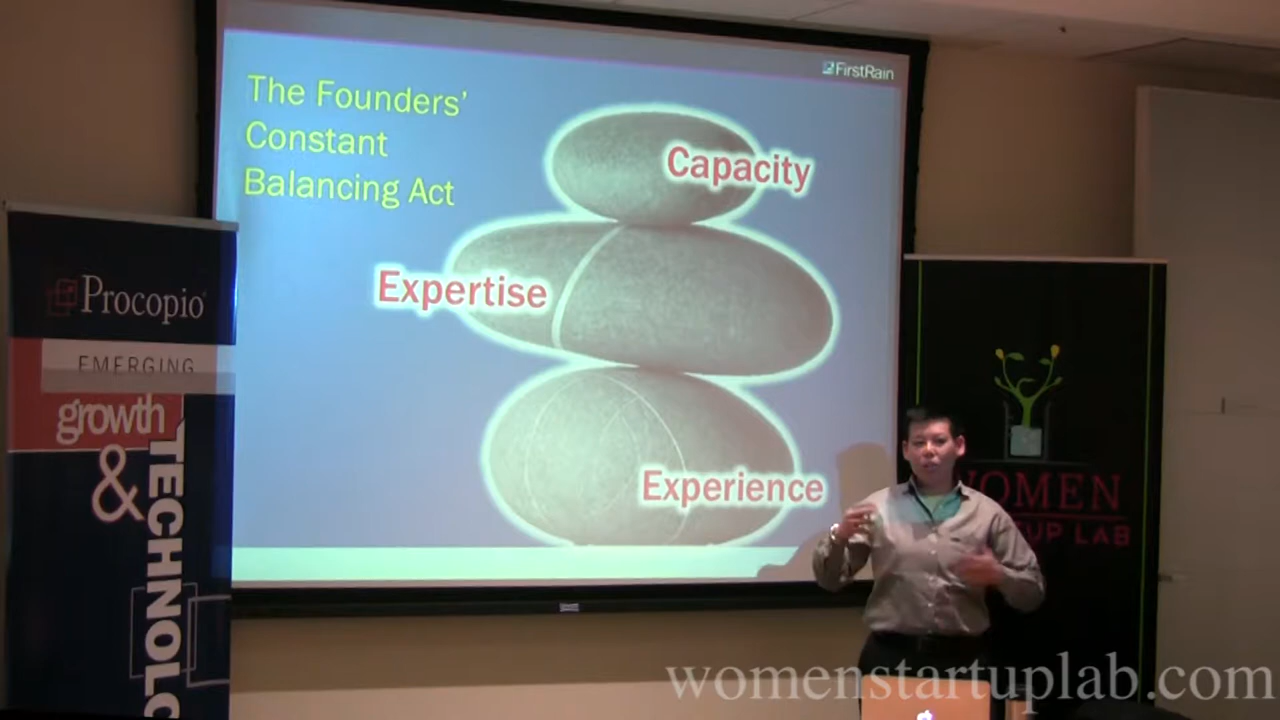 FirstRain
The Founders'
Constant
Balancing Act
Capacity
Expertise
Experience
Procopio
EMERGING
growth
&
TECHNOLO
WOMEN
UP LAB
womenstartuplab.com